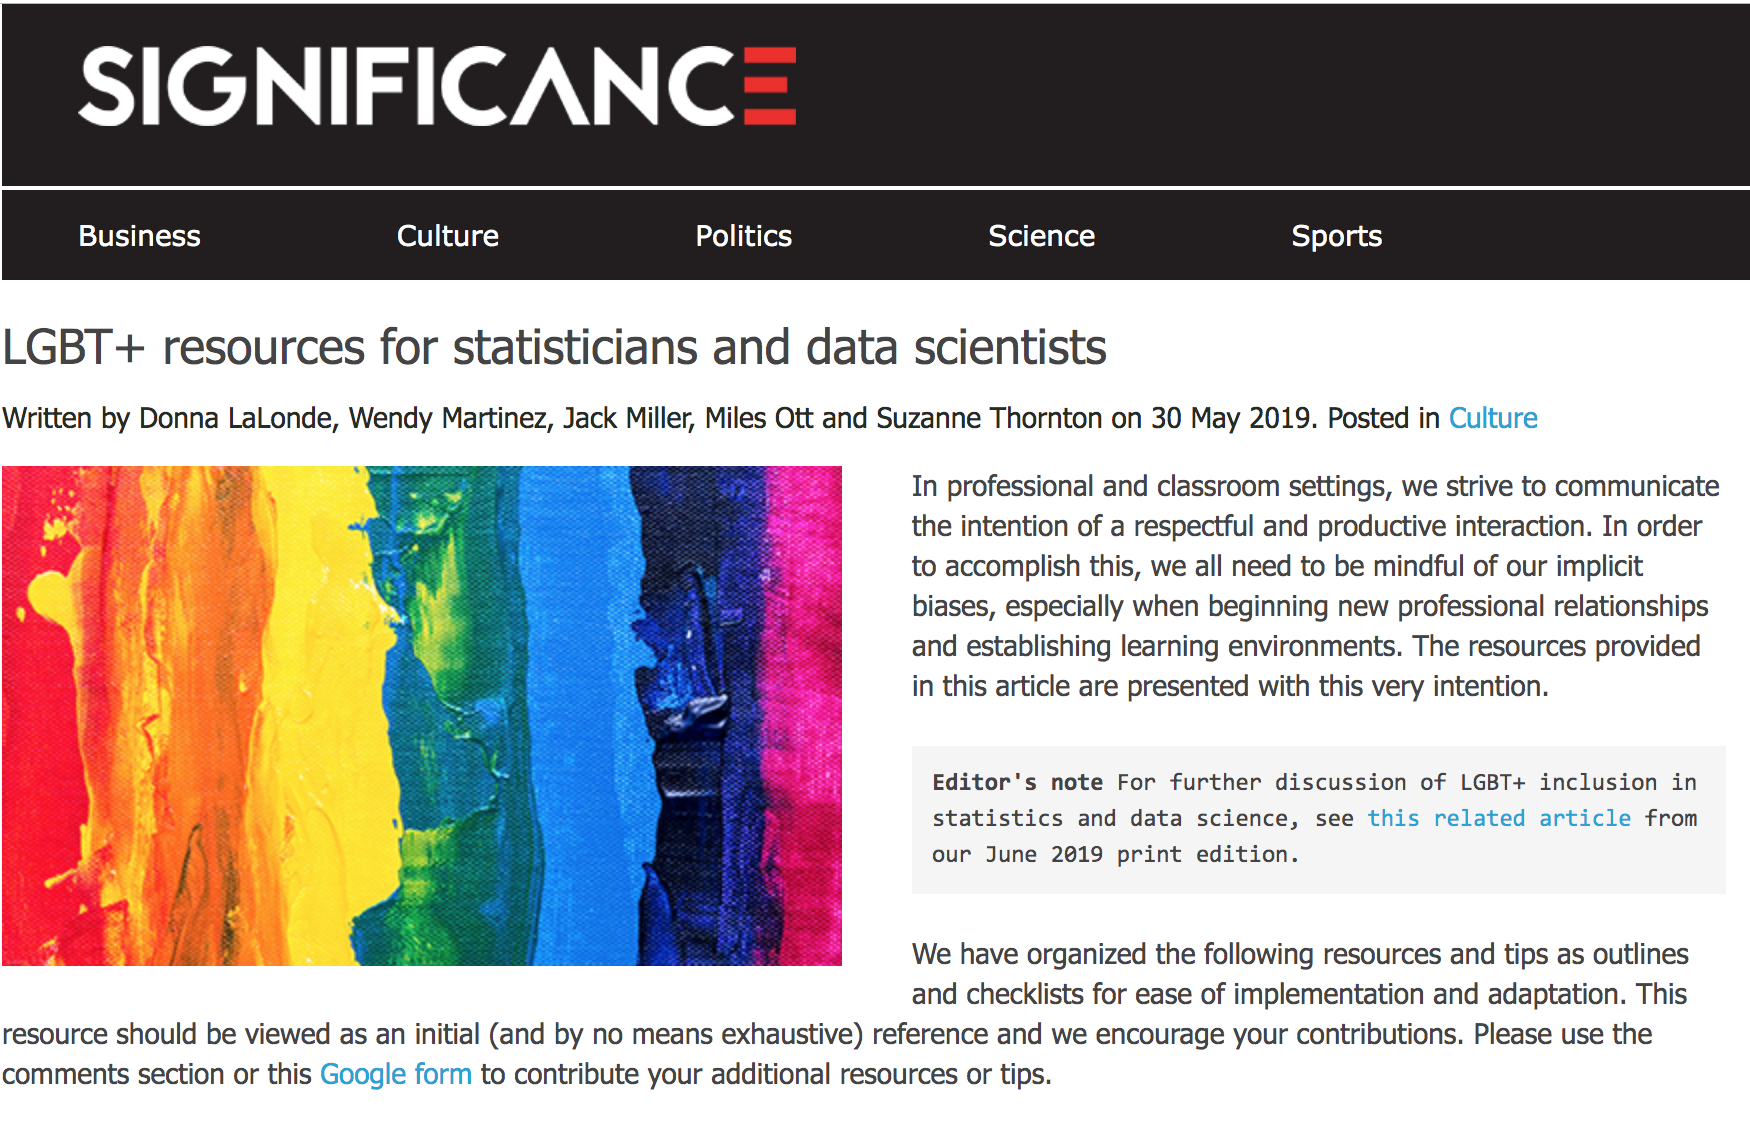 SIGNIFICANCE
Business Culture Politics Science Sports
LGBT+ resources for statisticians and data scientists
Written by Donna LaLonde, Wendy Martinez, Jack Miller, Miles Ott and Suzanne Thornton on 30 May 2019. Posted in Culture
In professional and classroom settings, we strive to communicate
the intention of a respectful and productive interaction. In order
to accomplish this, we all need to be mindful of our implicit
biases, especially when beginning new professional relationships
and establishing learning environments. The resources provided
in this article are presented with this very intention.
Editor's note For further discussion of LGBT+ inclusion in
statistics and data science, see this related article from
our June 2019 print edition.
We have organized the following resources and tips as outlines
and checklists for ease of implementation and adaptation. This
resource should be viewed as an initial (and by no means exhaustive) reference and we encourage your contributions. Please use the
comments section or this Google form to contribute your additional resources or tips.